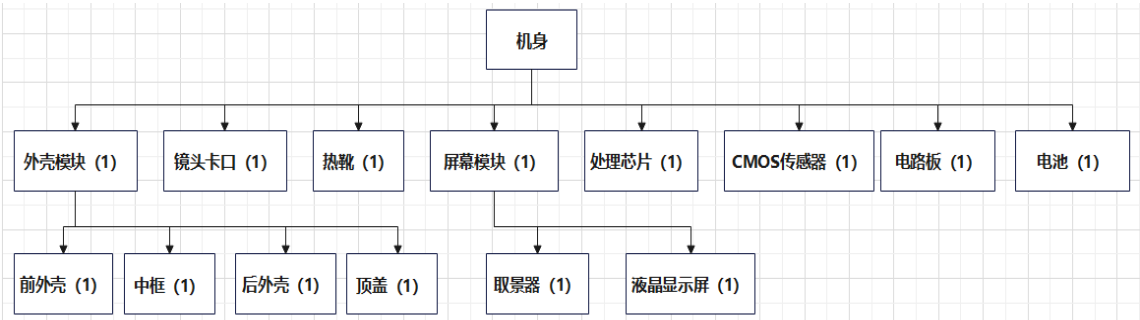 机身
外壳模块（1）
镜头卡口（1）
热靴（1）
屏幕模块（1）
处理芯片（1）
CMOS传感器（1）
电路板（1）
电池（1）
前外壳（1）
中框（1）
后外壳（1）
顶盖（1）
取景器（1）
液晶显示屏（1）